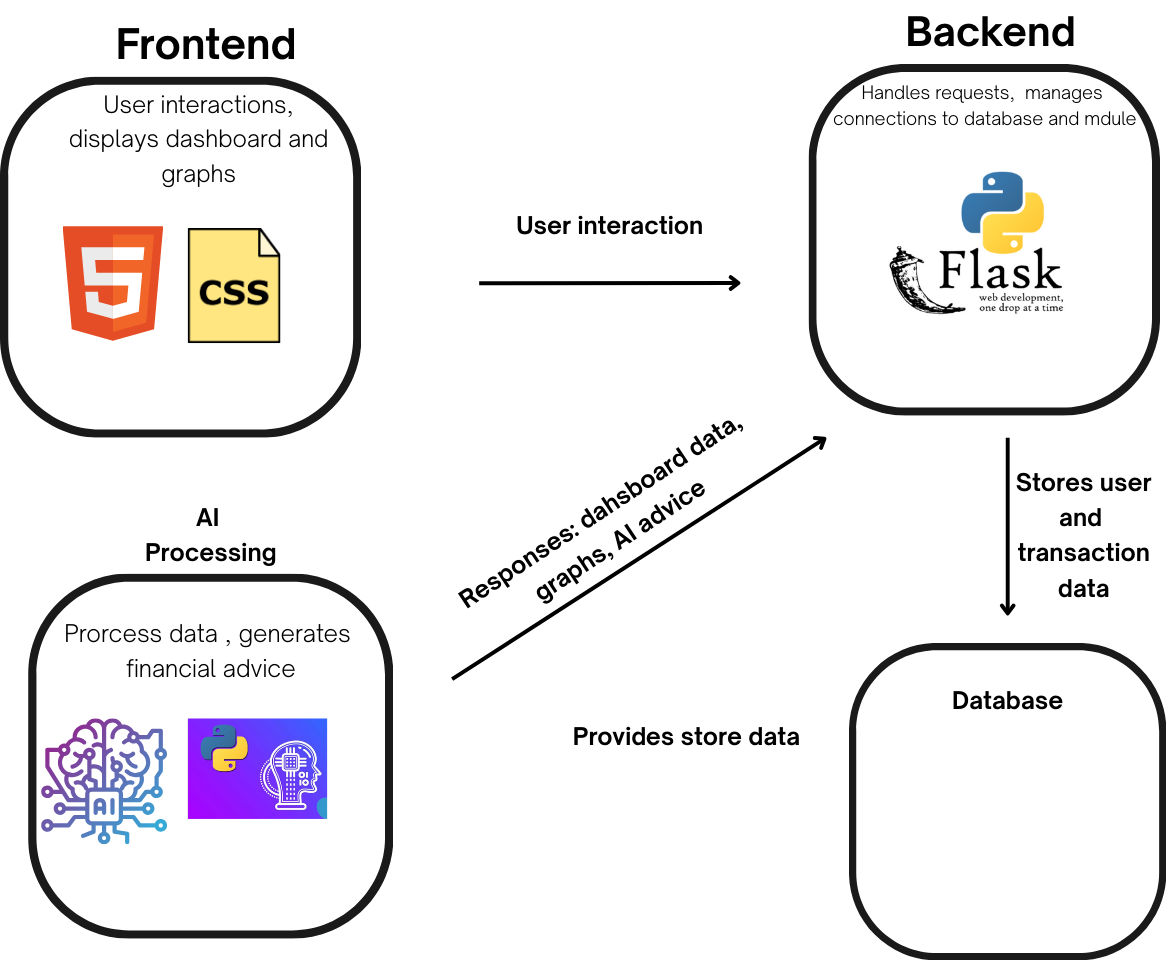 Frontend
Backend
User interactions,
displays dashboard and
graphs
5
CSS
User interaction
Handles requests, manages
connections to database and mdule
Flask
web development,
one drop at a time
Responses: dahsboard data,
graphs, AI advice
Stores user
and
transaction
data
AI
Processing
Prorcess data , generates
financial advice
AI
01
10
Provides store data
Database